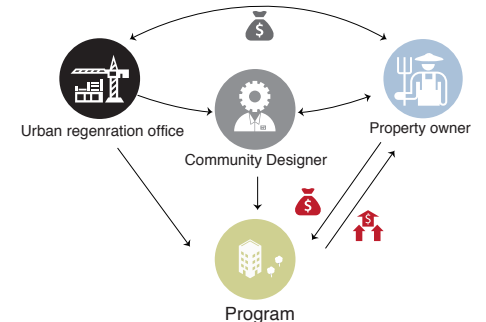 $
Urban regenration office
Property owner
Community Designer
$
$
Program